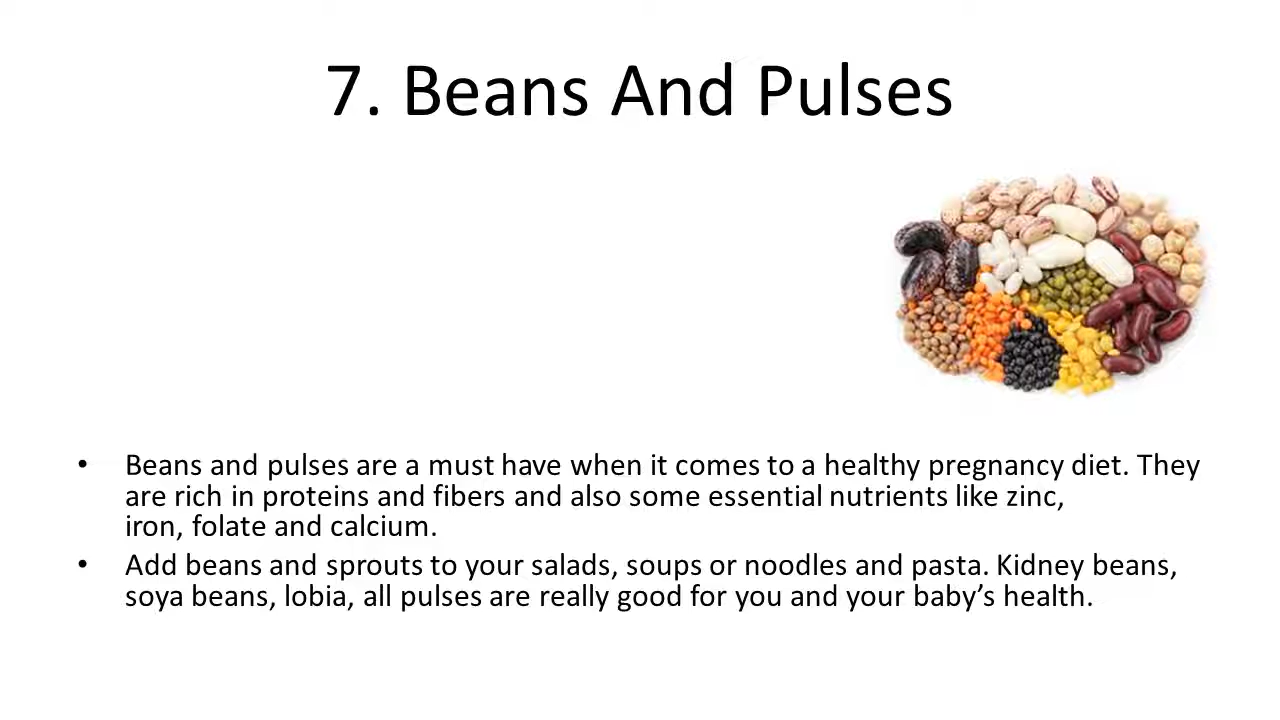 7. Beans And Pulses
• Beans and pulses are a must have when it comes to a healthy pregnancy diet. They
are rich in proteins and fibers and also some essential nutrients like zinc,
iron, folate and calcium.
• Add beans and sprouts to your salads, soups or noodles and pasta. Kidney beans,
soya beans, lobia, all pulses are really good for you and your baby’s health.